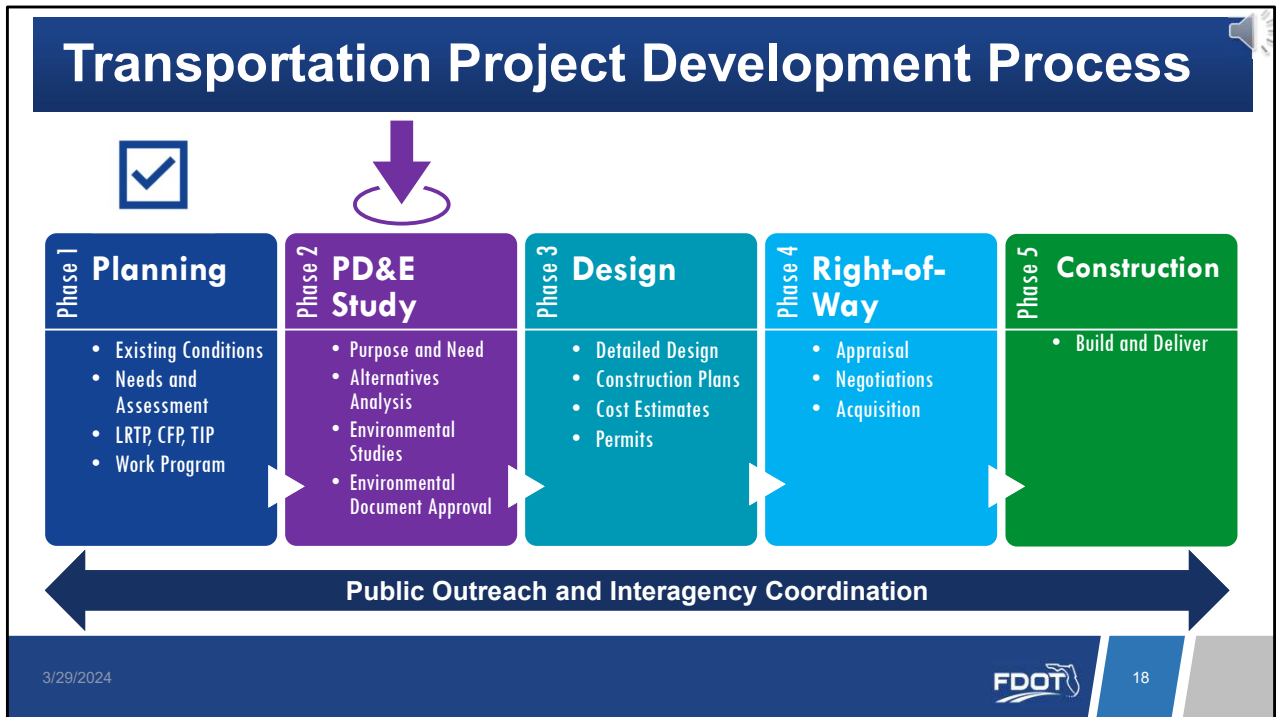 Transportation Project Development Process
Phase 1
Planning
• Existing Conditions
• Needs and
Assessment
• LRTP, CFP, TIP
• Work Program
Phase 2
PD&E
Study
• Purpose and Need
• Alternatives
Analysis
• Environmental
Studies
• Environmental
Document Approval
Phase 3
Design
• Detailed Design
• Construction Plans
• Cost Estimates
• Permits
Phase 4
Right-of-
Way
• Appraisal
• Negotiations
• Acquisition
Phase 5
Construction
• Build and Deliver
Public Outreach and Interagency Coordination
3/29/2024
FDOT
18